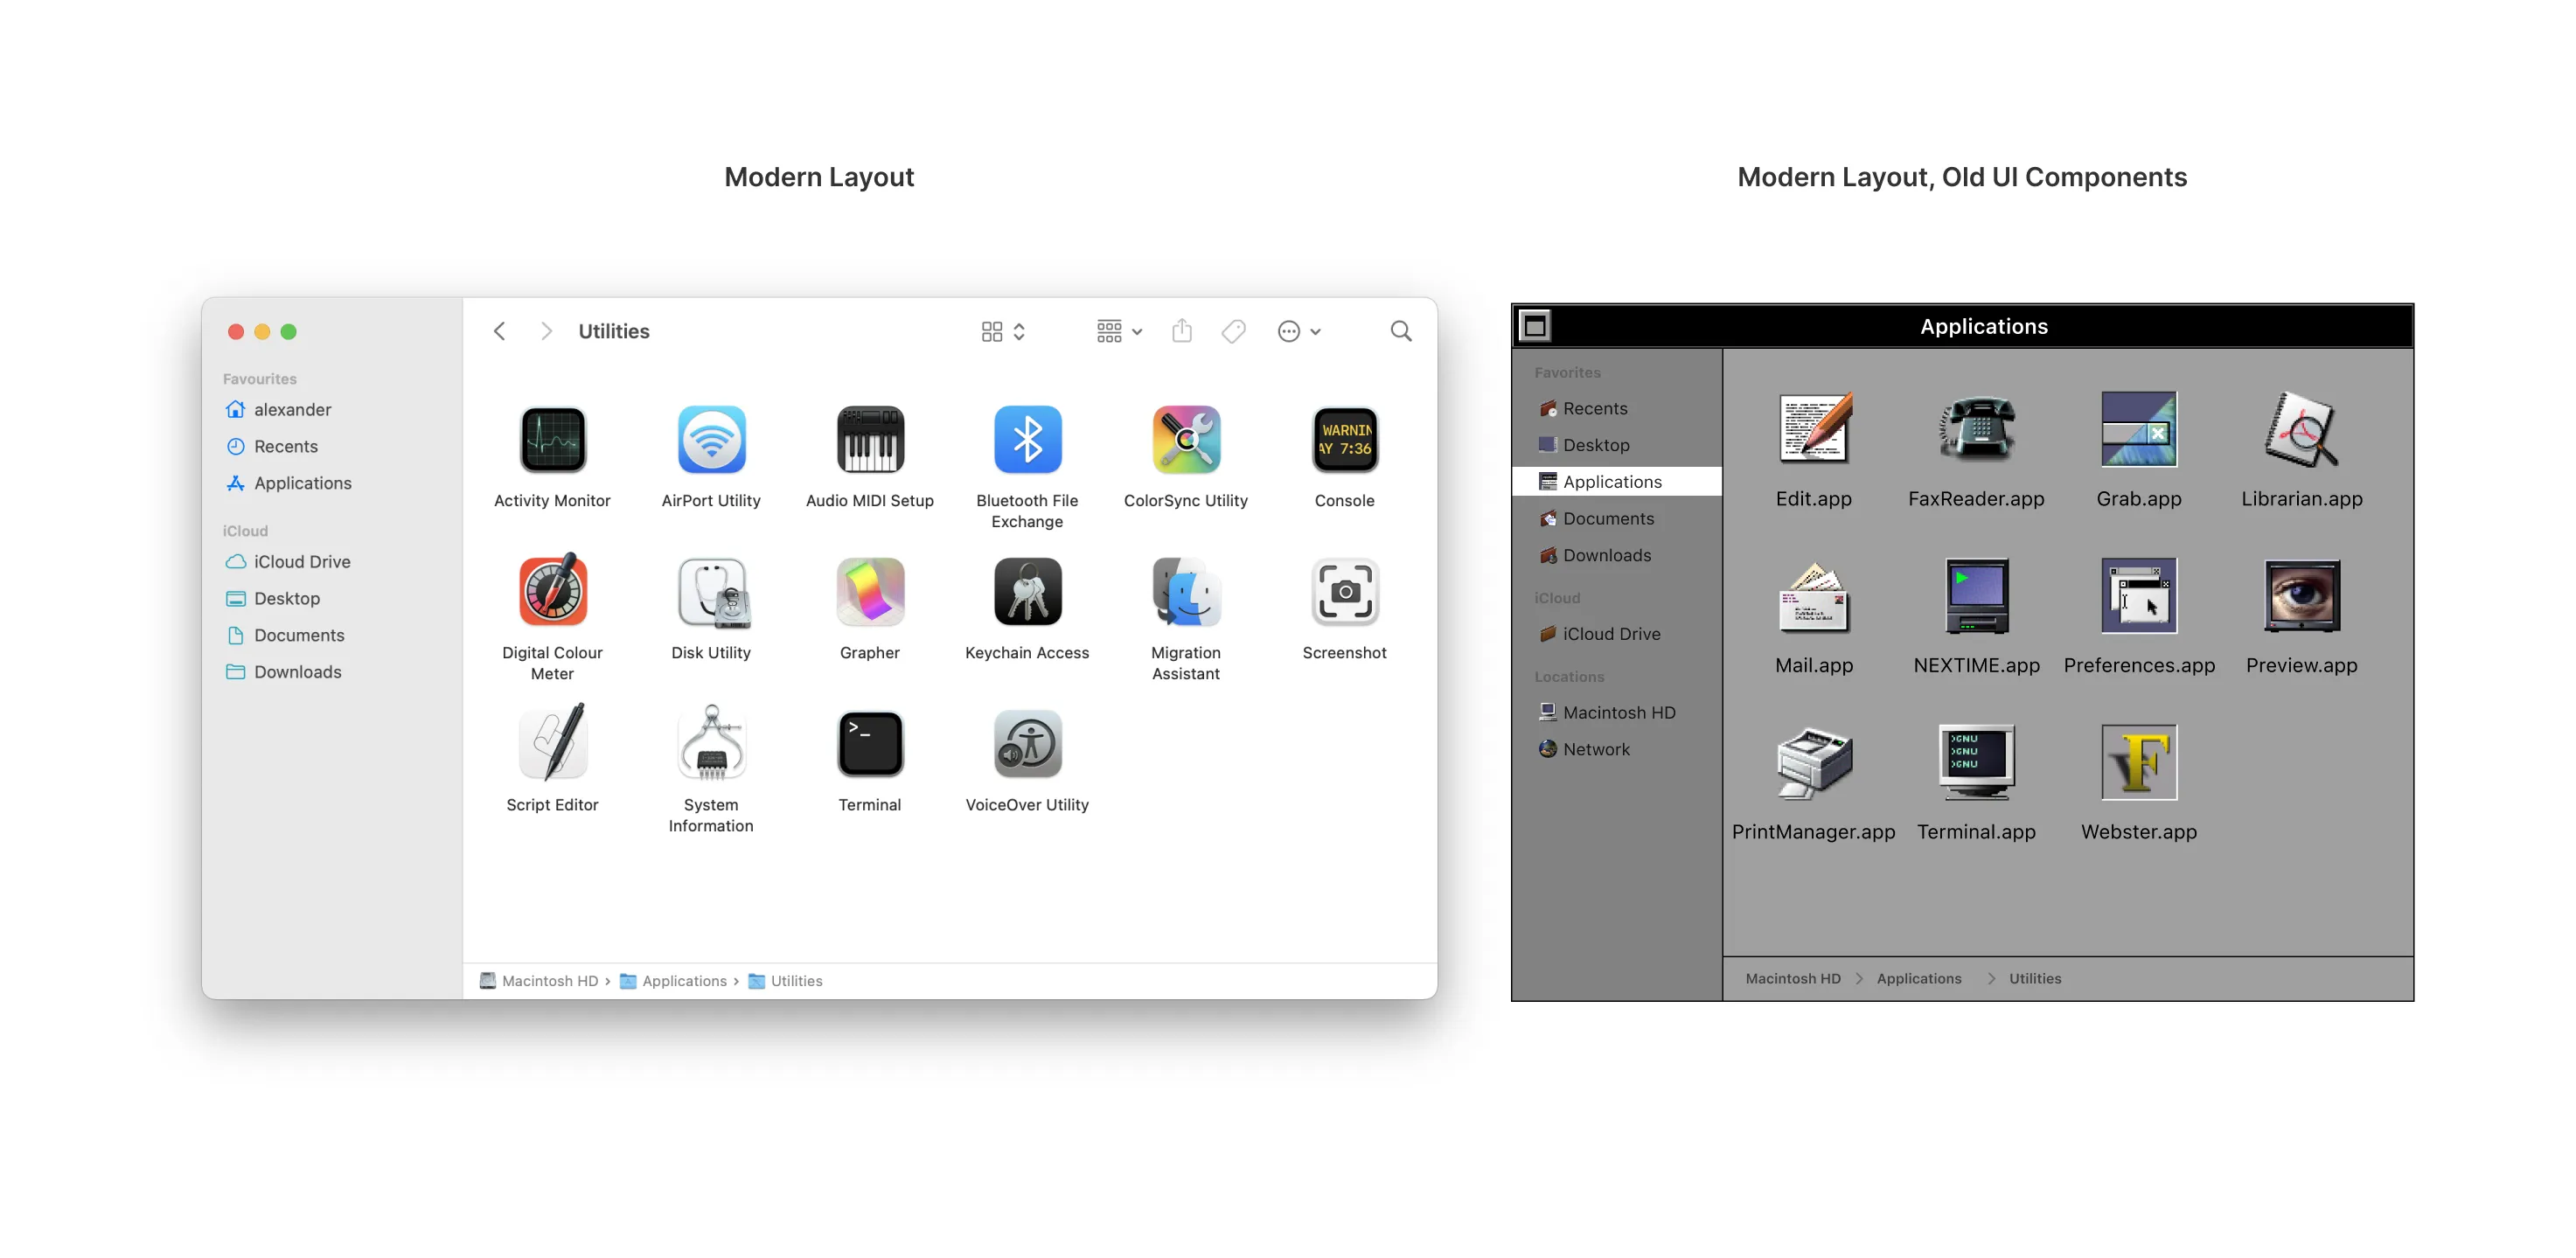 Modern Layout
Modern Layout, Old UI Components
Utilities
Favourites
alexander
Recents
Applications
iCloud
iCloud Drive
Desktop
Documents
Downloads
Activity Monitor
AirPort Utility
Audio MIDI Setup
Bluetooth File
Exchange
ColorSync Utility
WARNIN
AY 7:36
Console
Digital Colour
Meter
Disk Utility
Grapher
Keychain Access
Migration
Assistant
Screenshot
Script Editor
System
Information
>_
Terminal
VoiceOver Utility
Macintosh HD › Applications › Utilities
Applications
Favorites
Recents
Desktop
Applications
Documents
Downloads
iCloud
iCloud Drive
Locations
Macintosh HD
Network
Edit.app
FaxReader.app
Grab.app
Librarian.app
Mail.app
NEXTIME.app
Preferences.app
Preview.app
PrintManager.app
>GNU
>GNU
>GNU
Terminal.app
F
Webster.app
Macintosh HD > Applications > Utilities